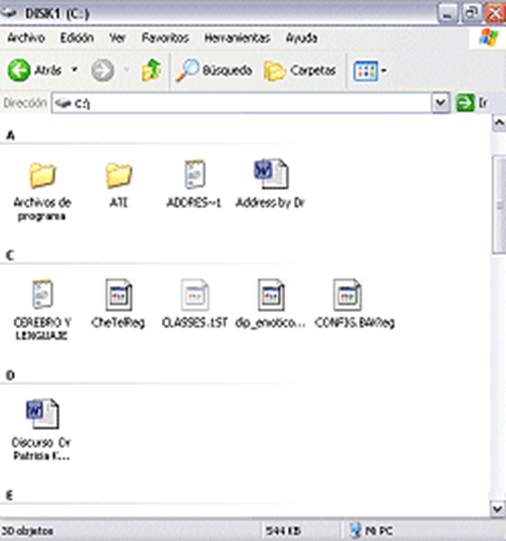 DISK1 (C:)
Archivo Edición Ver Favoritos Herramientas Ayuda
Atrás Búsqueda Carpetas
Dirección C:\ Ir
A
Archivos de programa
ATI
ADDRES~1
Address by Dr
C
CEREBRO Y LENGUAJE
CheTelReg
CLASSES.1ST
dip_emotico...
CONFIG.BAKReg
D
Discurso Dr
Patricia K...
E
30 objetos 544 KB Mi PC